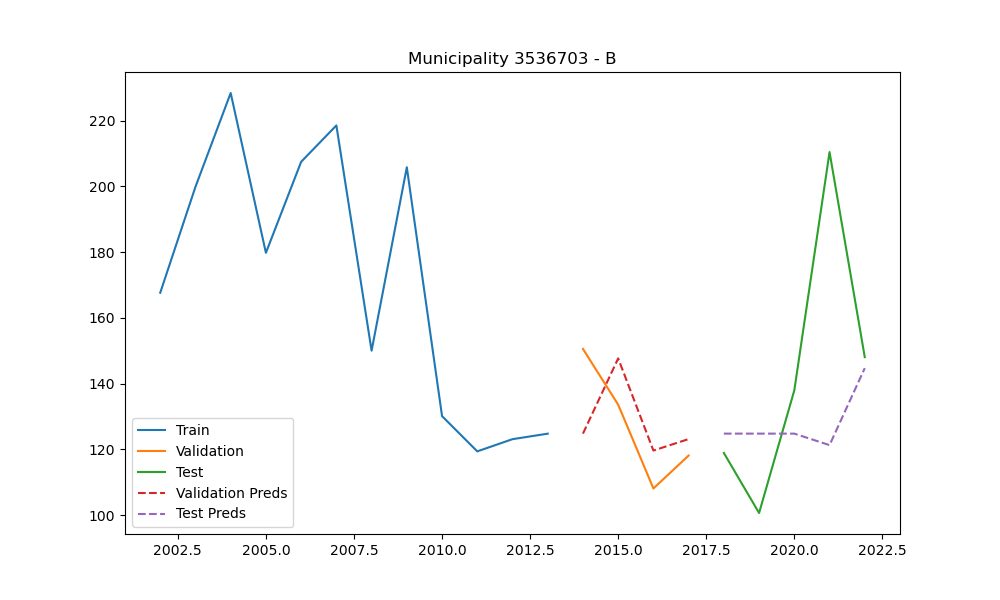 Municipality 3536703 - B
220
200
180
160
140
120
100
Train
Validation
Test
Validation Preds
Test Preds
2002.5 2005.0 2007.5 2010.0 2012.5 2015.0 2017.5 2020.0 2022.5